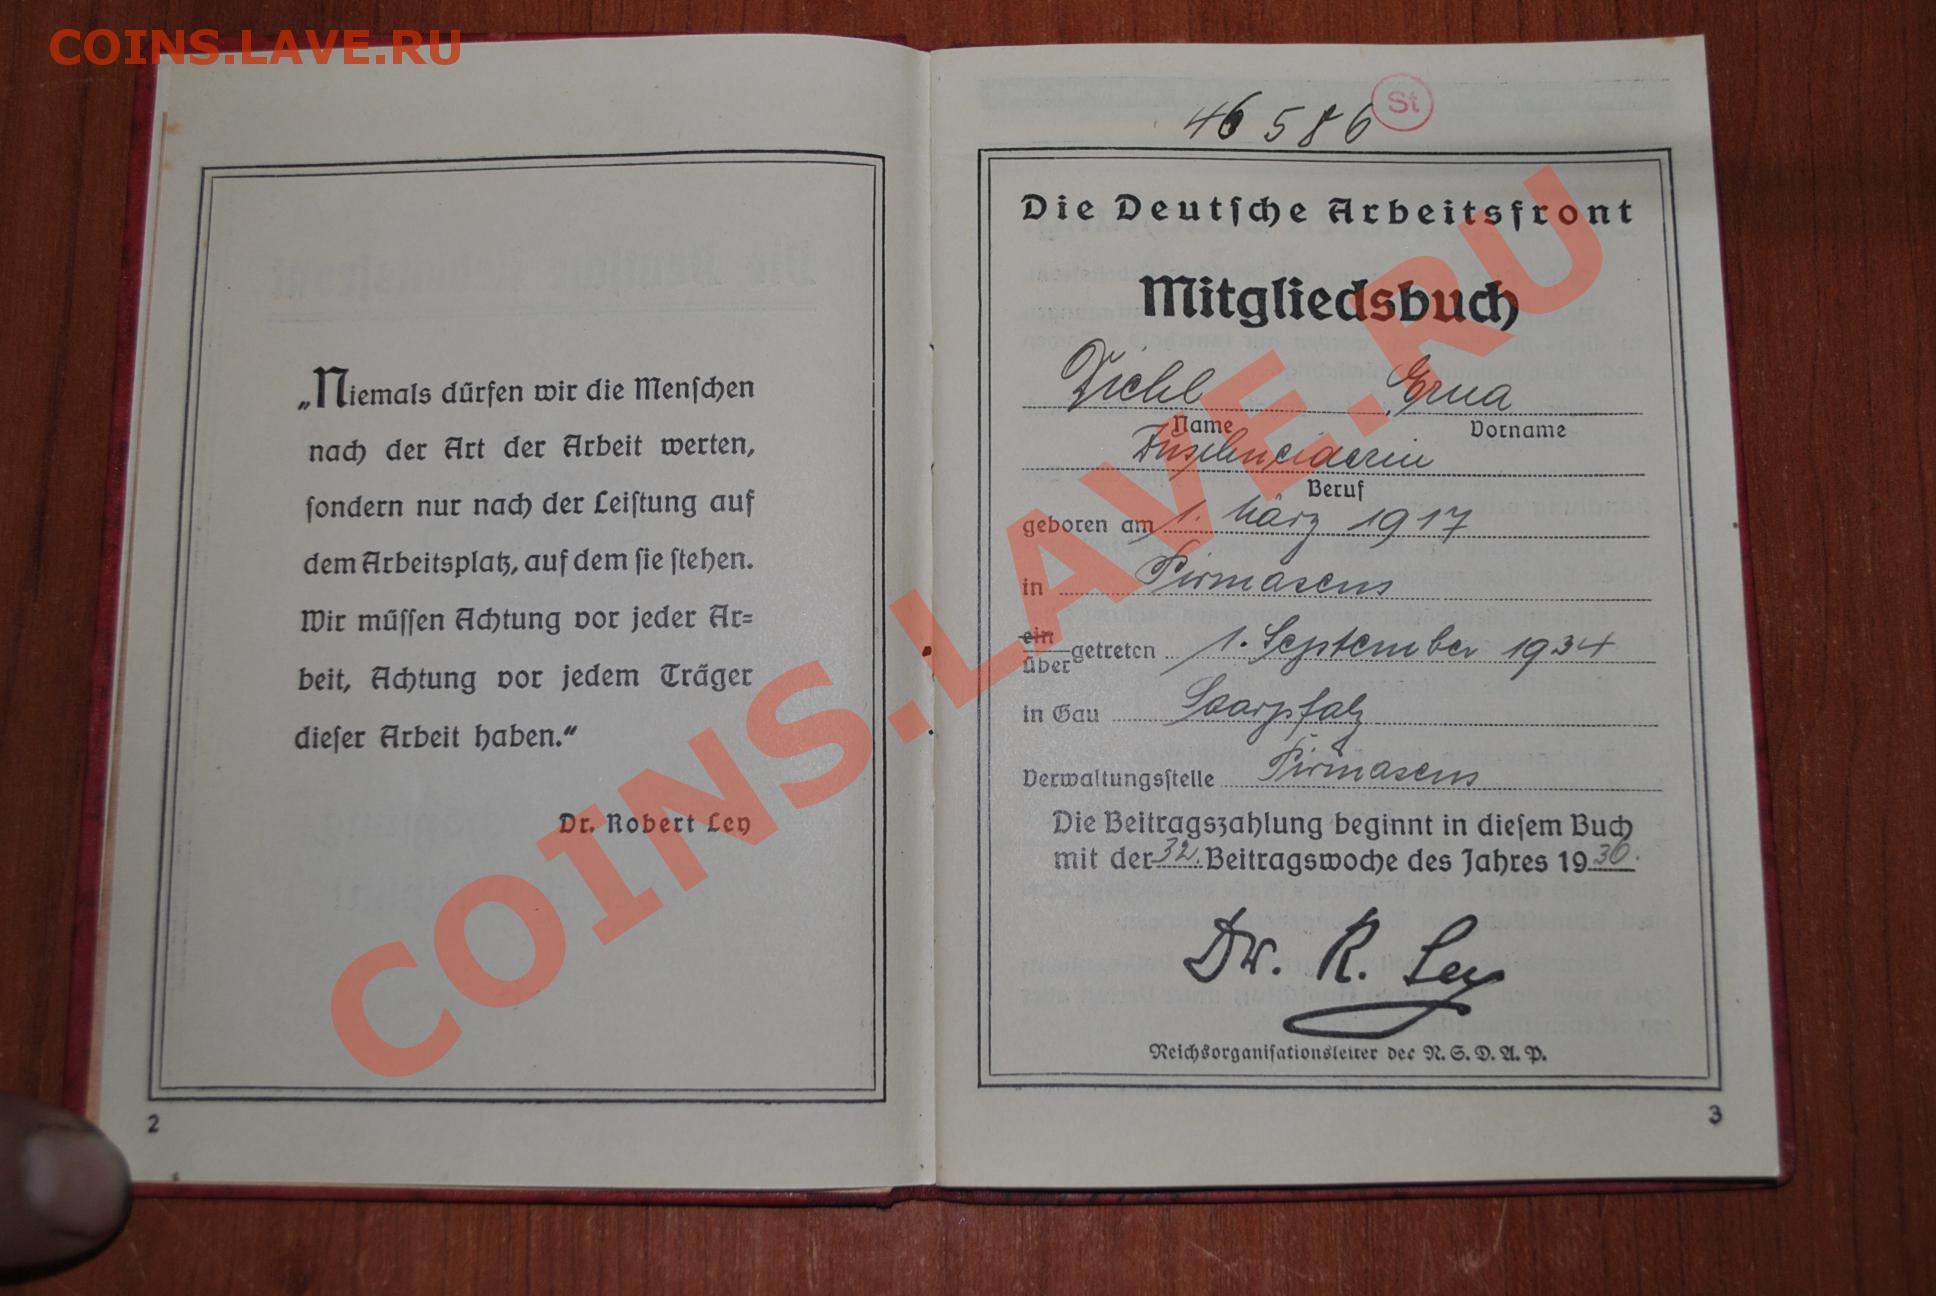 COINS.LAVE.RU
„Niemals dürfen wir die Menschen
nach der Art der Arbeit werten,
sondern nur nach der Leistung auf
dem Arbeitsplatz, auf dem sie stehen.
Wir müssen Achtung vor jeder Ar=
beit, Achtung vor jedem Träger
dieser Arbeit haben.“
Dr. Robert Ley
2
46586 St
Die Deutsche Arbeitsfront
Mitgliedsbuch
Erna
Name Vorname
Beruf
geboren am 1. März 1917
in Pirmasens
ein
über getreten 1. September 1934
in Gau Saarpfalz
Verwaltungsstelle Pirmasens
Die Beitragszahlung beginnt in diesem Buch
mit der 32. Beitragswoche des Jahres 1936.
Dr. R. Ley
Reichsorganisationsleiter der N.S.D.A.P.
3
COINS.LAVE.RU